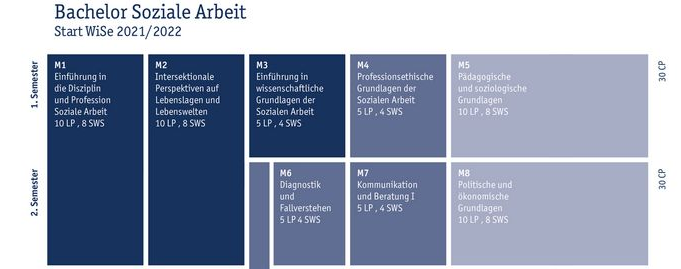 Bachelor Soziale Arbeit
Start WiSe 2021/2022
1. Semester
M1
Einführung in
die Disziplin
und Profession
Soziale Arbeit
10 LP , 8 SWS
M2
Intersektionale
Perspektiven auf
Lebenslagen und
Lebenswelten
10 LP , 8 SWS
M3
Einführung in
wissenschaftliche
Grundlagen der
Sozialen Arbeit
5 LP , 4 SWS
M4
Professionsethische
Grundlagen der
Sozialen Arbeit
5 LP , 4 SWS
M5
Pädagogische
und soziologische
Grundlagen
10 LP , 8 SWS
30 CP
2. Semester
M6
Diagnostik
und
Fallverstehen
5 LP 4 SWS
M7
Kommunikation
und Beratung I
5 LP , 4 SWS
M8
Politische und
ökonomische
Grundlagen
10 LP , 8 SWS
30 CP